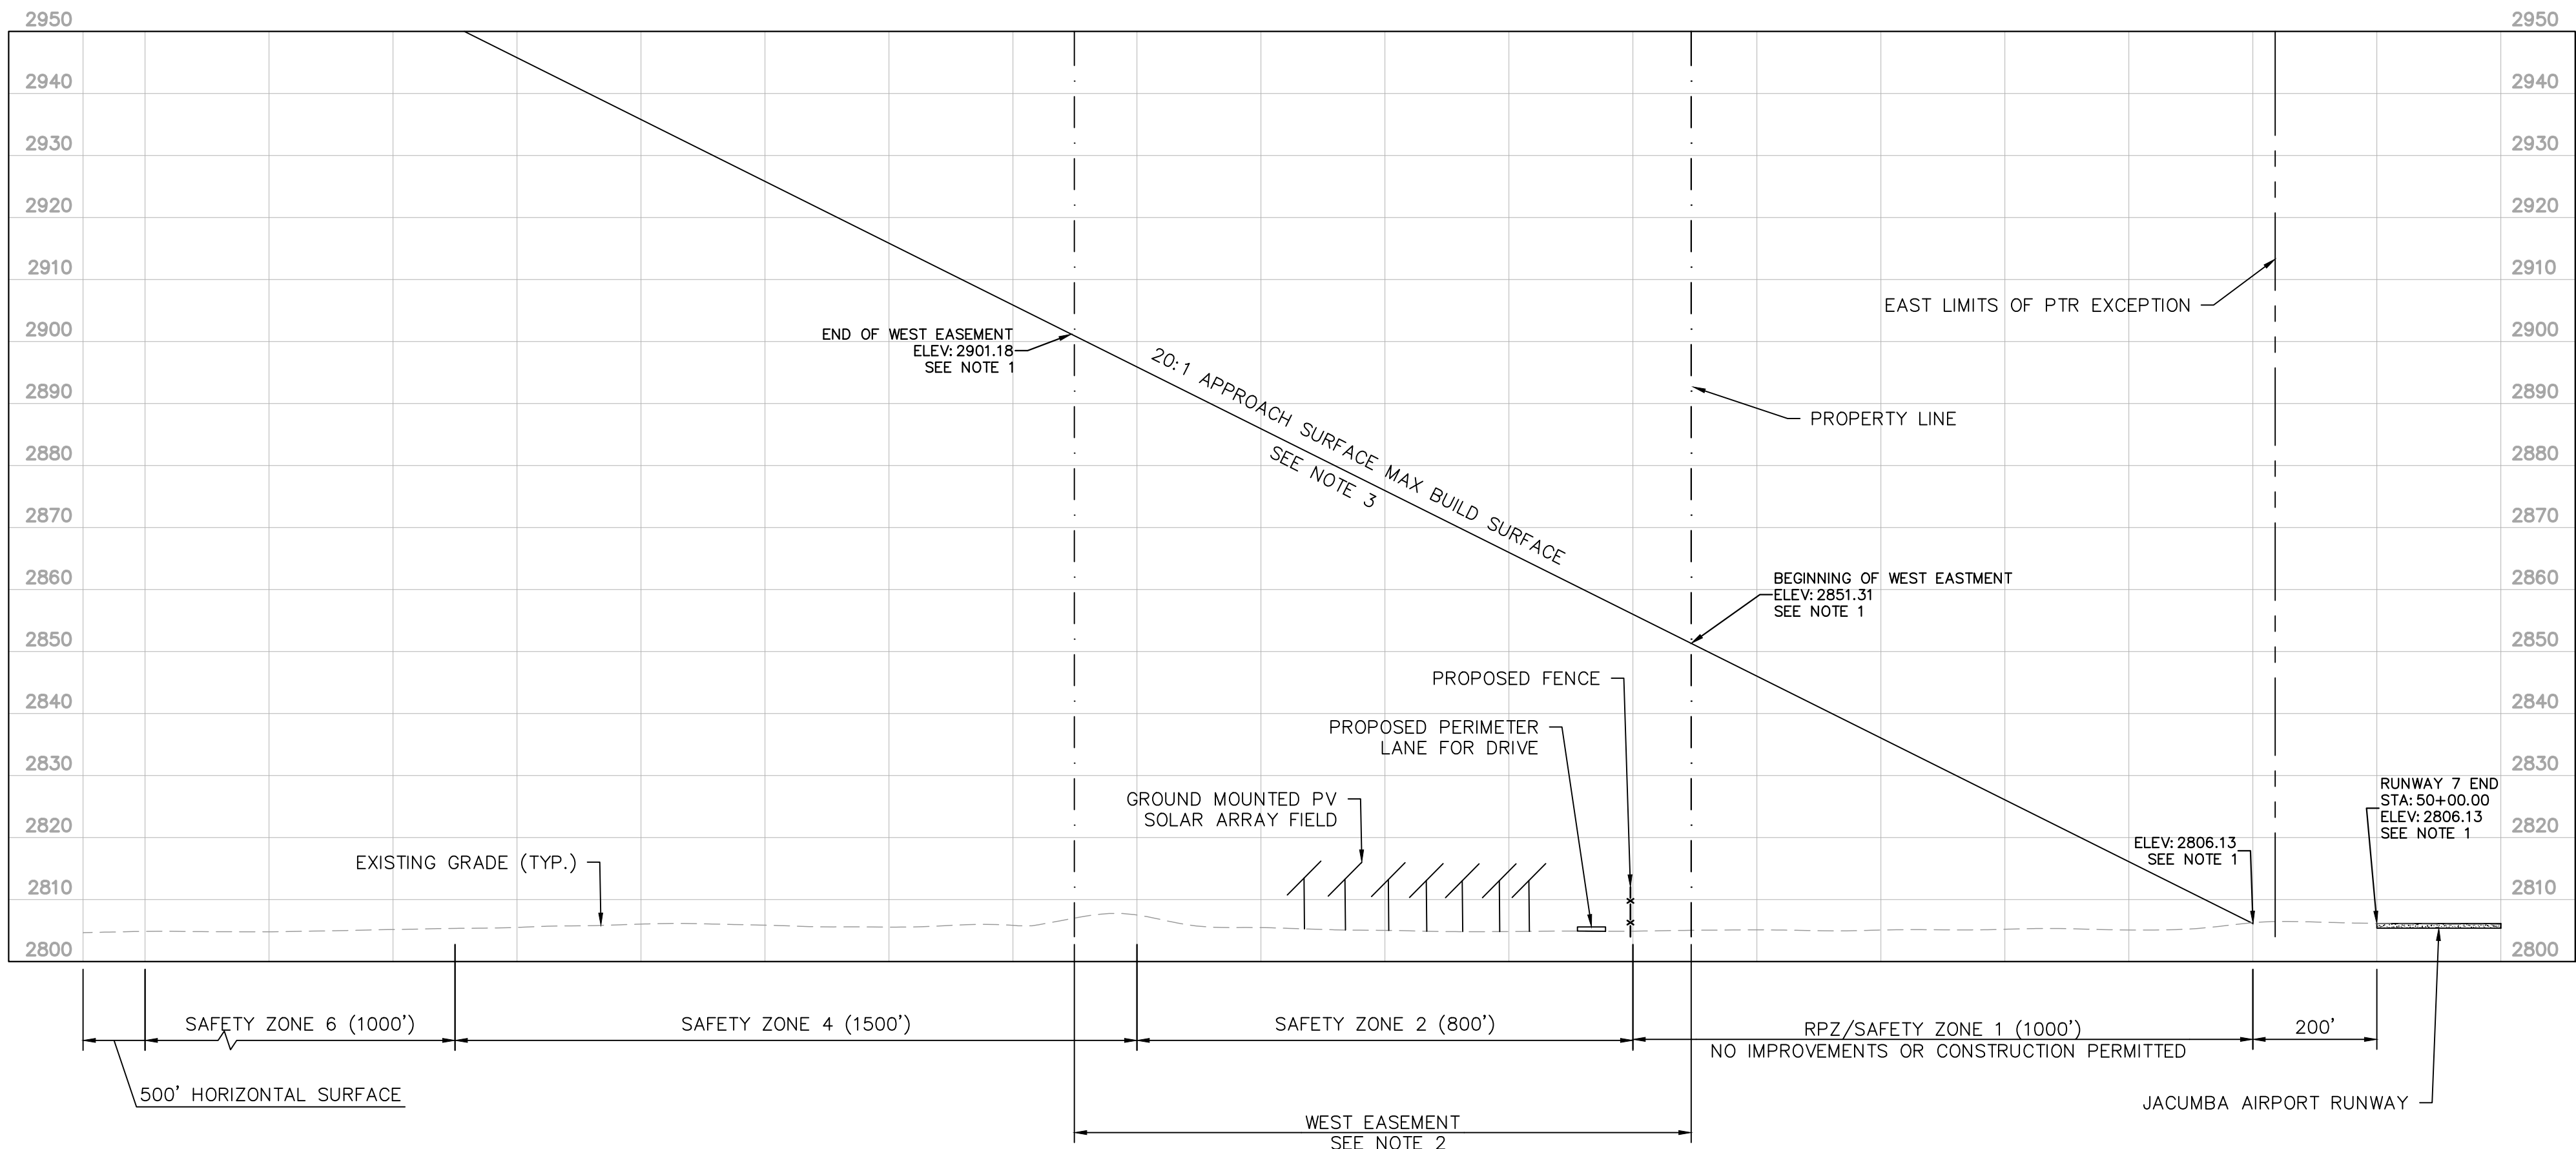 2950
2950
2940
2940
2930
2930
2920
2920
2910
2910
EAST LIMITS OF PTR EXCEPTION
2900
2900
END OF WEST EASEMENT
ELEV: 2901.18
SEE NOTE 1
20:1 APPROACH SURFACE MAX BUILD SURFACE
SEE NOTE 3
2890
2890
PROPERTY LINE
2880
2880
2870
2870
2860
2860
BEGINNING OF WEST EASTMENT
ELEV: 2851.31
SEE NOTE 1
2850
2850
PROPOSED FENCE
2840
2840
PROPOSED PERIMETER
LANE FOR DRIVE
2830
2830
RUNWAY 7 END
STA: 50+00.00
ELEV: 2806.13
SEE NOTE 1
GROUND MOUNTED PV
SOLAR ARRAY FIELD
2820
2820
ELEV: 2806.13
SEE NOTE 1
EXISTING GRADE (TYP.)
2810
2810
2800
2800
SAFETY ZONE 6 (1000')
SAFETY ZONE 4 (1500')
SAFETY ZONE 2 (800')
RPZ/SAFETY ZONE 1 (1000')
NO IMPROVEMENTS OR CONSTRUCTION PERMITTED
200'
500' HORIZONTAL SURFACE
JACUMBA AIRPORT RUNWAY
WEST EASEMENT
SEE NOTE 2